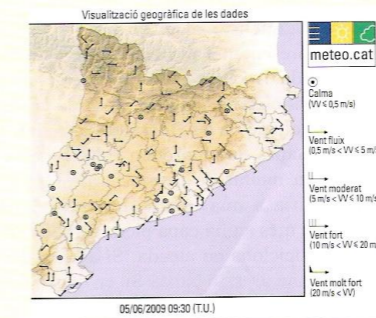 Visualització geogràfica de les dades
meteo.cat
Calma
(VV ≤ 0,5 m/s)
Vent fluix
(0,5 m/s < VV ≤ 5 m/s
Vent moderat
(5 m/s < VV ≤ 10 m/s
Vent fort
(10 m/s < VV ≤ 20 m/
Vent molt fort
(20 m/s < VV)
05/06/2009 09:30 (T.U.)